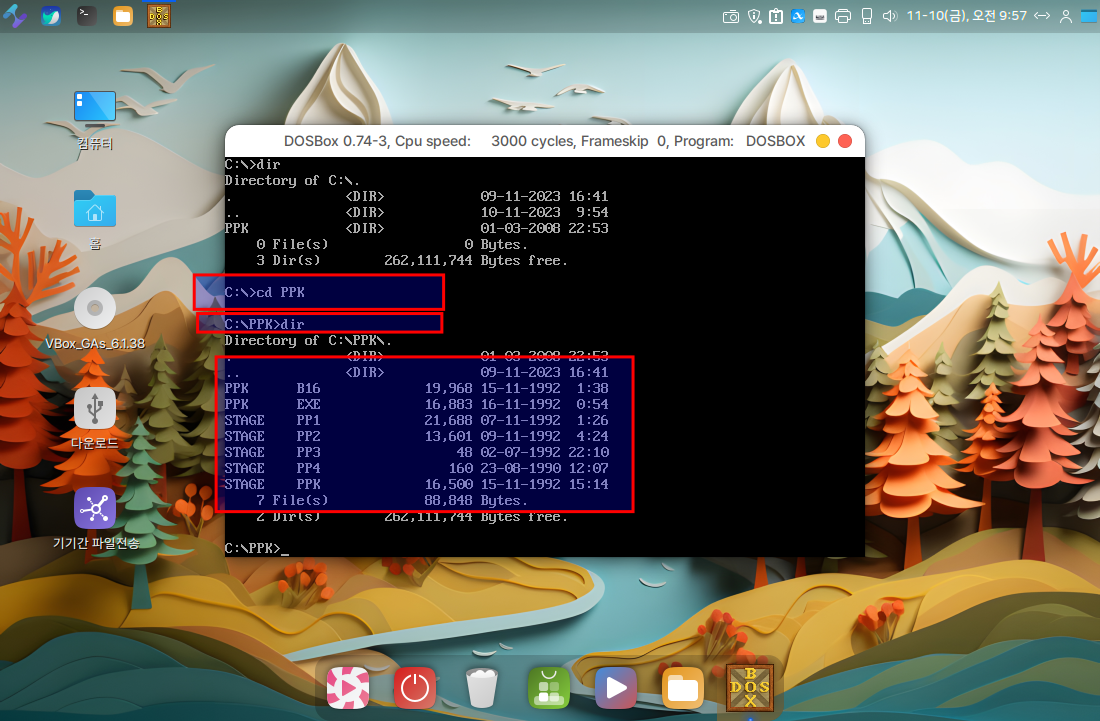 11-10(금), 오전 9:57
컴퓨터
홈
VBox_GAs_6.1.38
다운로드
기기간 파일전송
DOSBox 0.74-3, Cpu speed: 3000 cycles, Frameskip 0, Program: DOSBOX
C:\>dir
Directory of C:\.
. <DIR> 09-11-2023 16:41
.. <DIR> 10-11-2023 9:54
PPK <DIR> 01-03-2008 22:53
0 File(s) 0 Bytes.
3 Dir(s) 262,111,744 Bytes free.
C:\>cd PPK
C:\PPK>dir
Directory of C:\PPK\.
. <DIR> 01-03-2008 22:53
.. <DIR> 09-11-2023 16:41
PPK B16 19,968 15-11-1992 1:38
PPK EXE 16,883 16-11-1992 0:54
STAGE PP1 21,688 07-11-1992 1:26
STAGE PP2 13,601 09-11-1992 4:24
STAGE PP3 48 02-07-1992 22:10
STAGE PP4 160 23-08-1990 12:07
STAGE PPK 16,500 15-11-1992 15:14
7 File(s) 88,848 Bytes.
2 Dir(s) 262,111,744 Bytes free.
C:\PPK>_
DOS
BOX